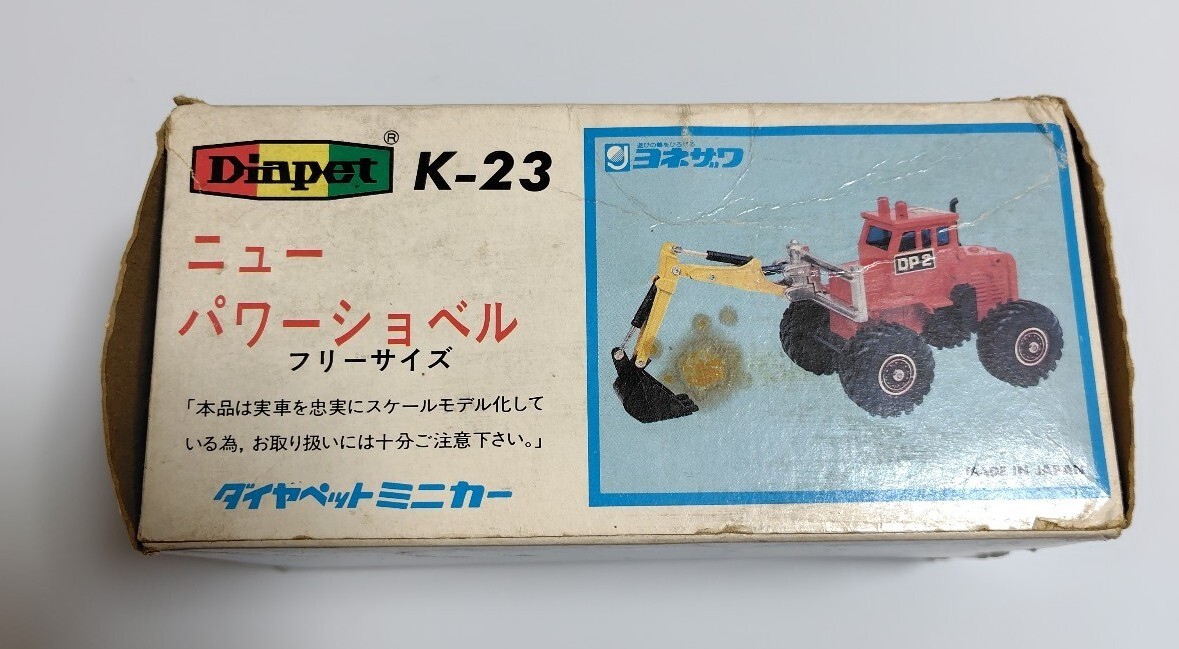 Diapet® K-23
ニュー
パワーショベル
フリーサイズ
「本品は実車を忠実にスケールモデル化して
いる為,お取り扱いには十分ご注意下さい。」
ダイヤペットミニカー
遊びの輪をひろげる
ヨネザワ
DP-2
MADE IN JAPAN